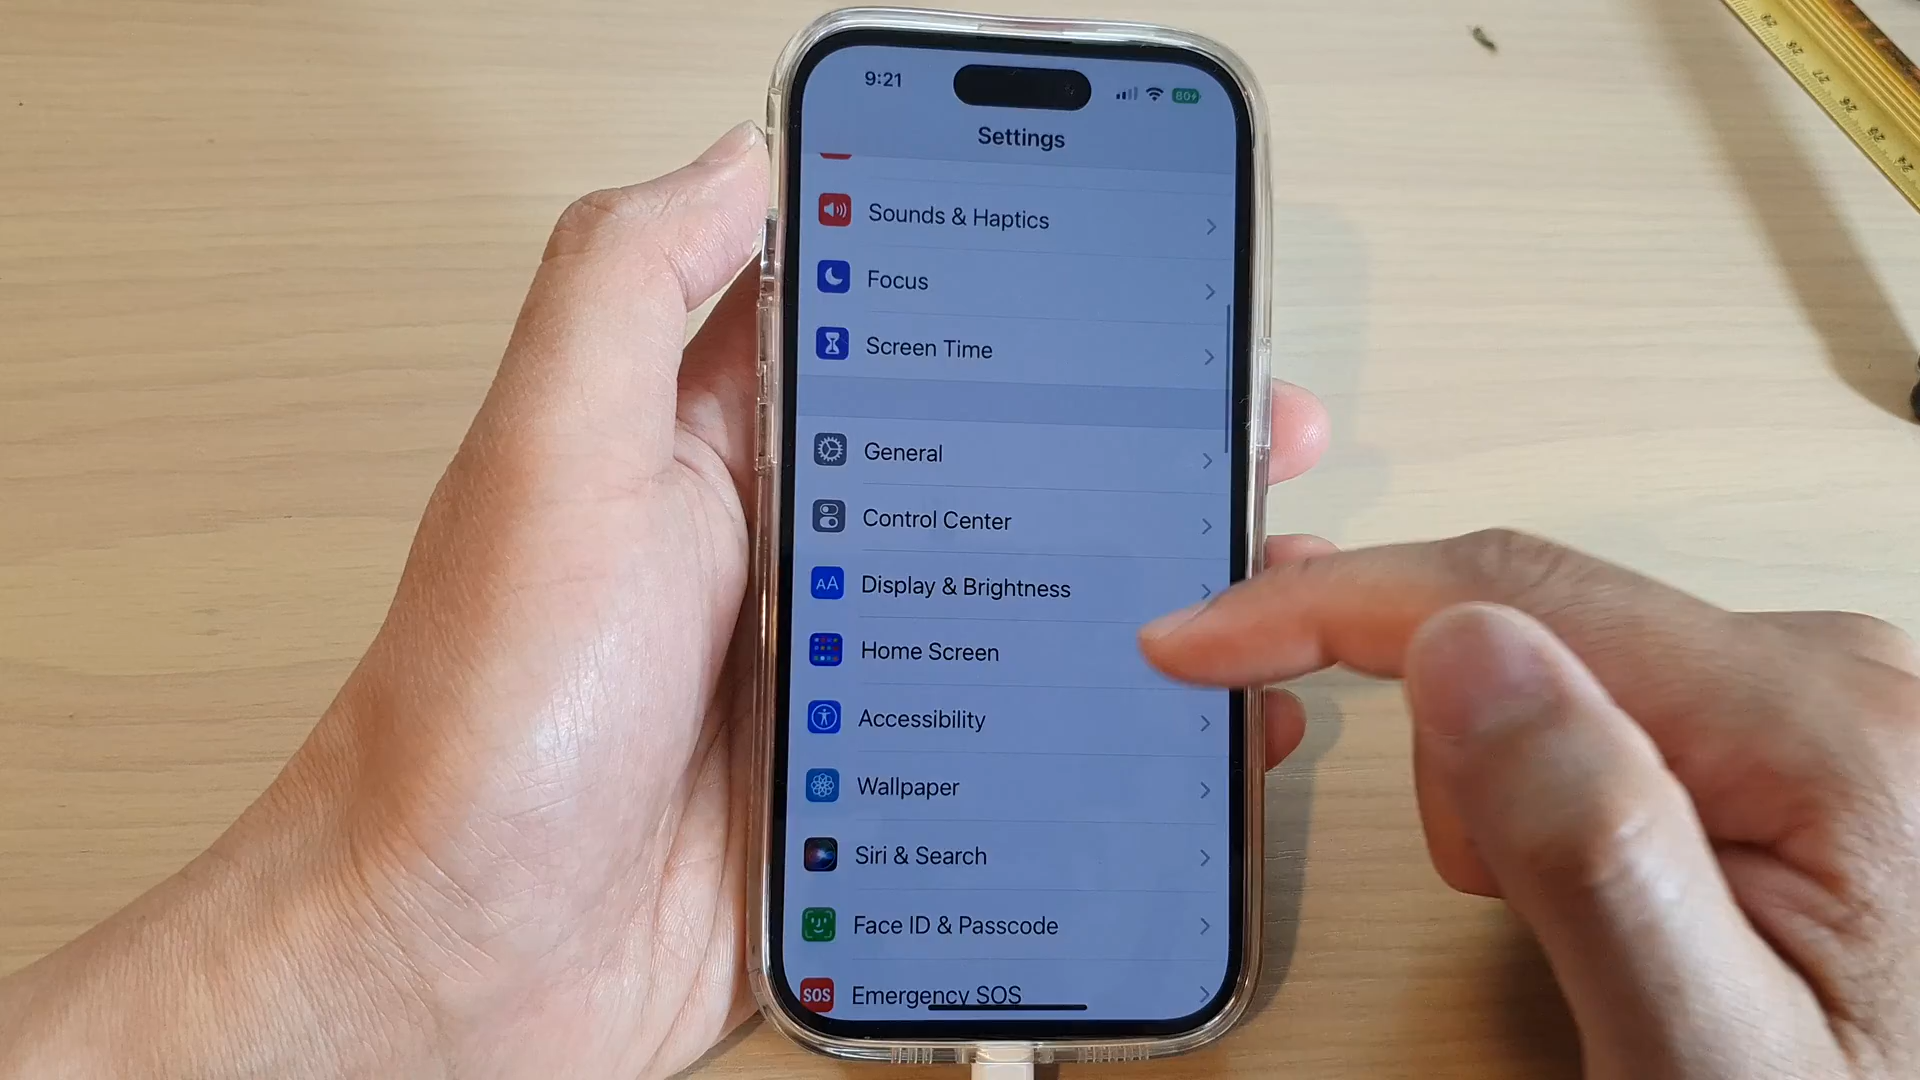 9:21
80
Settings
Sounds & Haptics
Focus
Screen Time
General
Control Center
AA Display & Brightness
Home Screen
Accessibility
Wallpaper
Siri & Search
Face ID & Passcode
SOS Emergency SOS